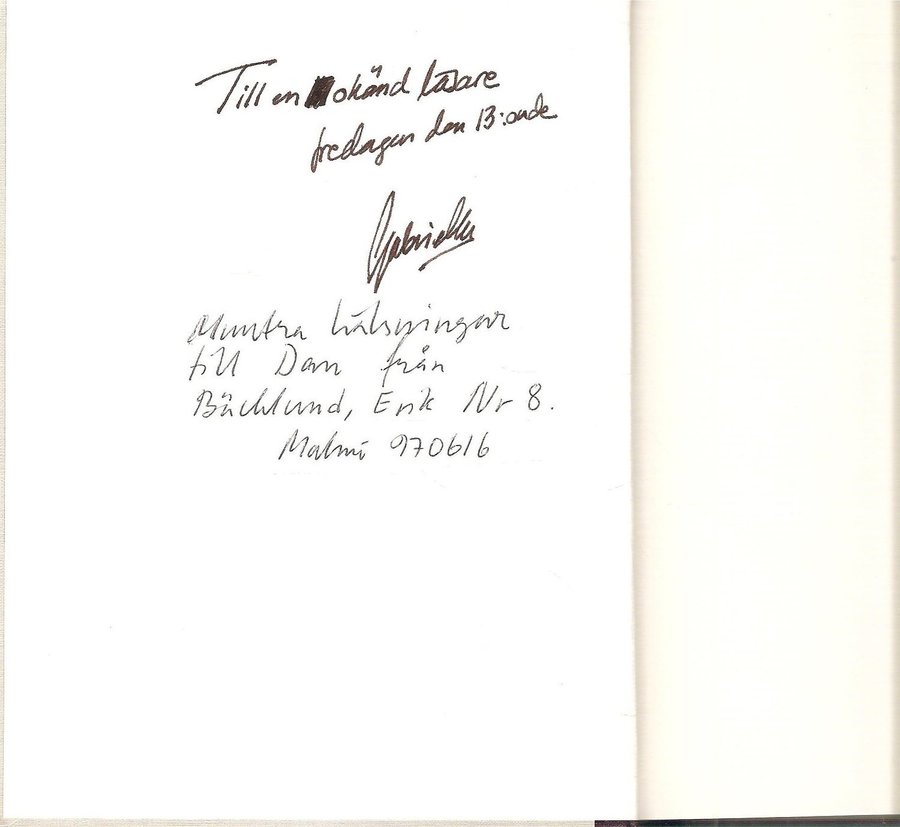 Till en okänd läsare
fredagen den 13:onde
Gabriella
Muntra hälsningar
till Dan från
Bäcklund, Erik Nr 8.
Malmö 970616